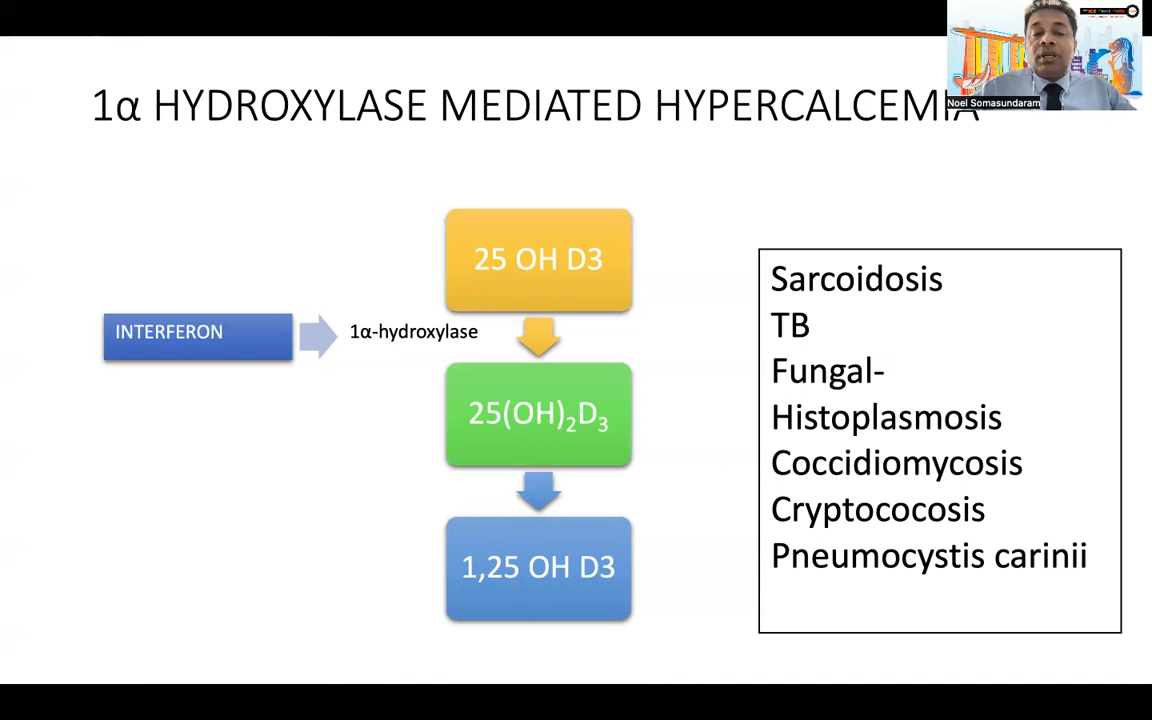 1α HYDROXYLASE MEDIATED HYPERCALCEMIA
Noel Somasundaram
25 OH D3
INTERFERON
1α-hydroxylase
25(OH)₂D₃
1,25 OH D3
Sarcoidosis
TB
Fungal-
Histoplasmosis
Coccidiomycosis
Cryptococosis
Pneumocystis carinii